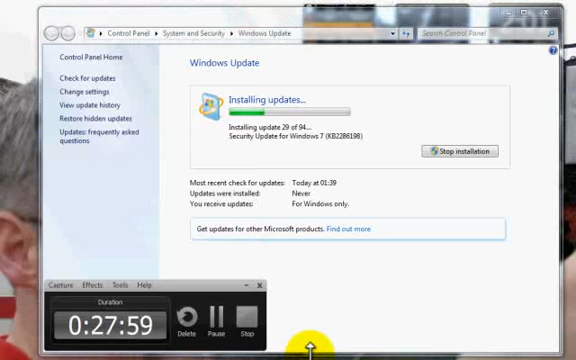 Control Panel ▸ System and Security ▸ Windows Update
Search Control Panel
Control Panel Home
Check for updates
Change settings
View update history
Restore hidden updates
Updates: frequently asked
questions
Windows Update
Installing updates...
Installing update 29 of 94...
Security Update for Windows 7 (KB2286198)
Stop installation
Most recent check for updates: Today at 01:39
Updates were installed: Never
You receive updates: For Windows only.
Get updates for other Microsoft products. Find out more
Capture Effects Tools Help
Duration
0:27:59
Delete Pause Stop